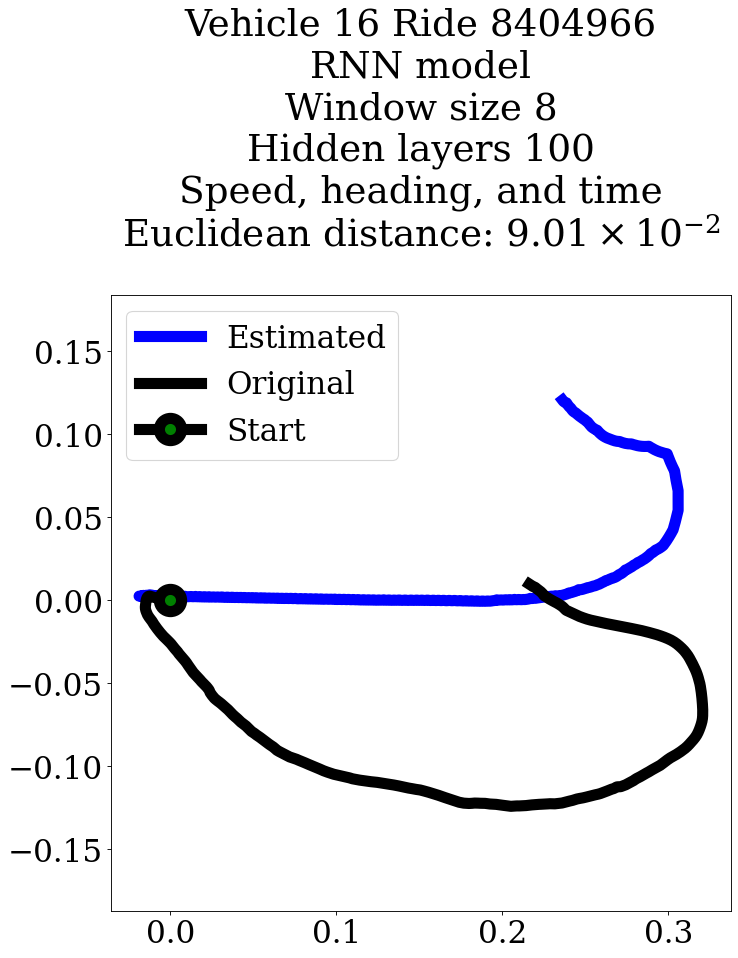 Vehicle 16 Ride 8404966
RNN model
Window size 8
Hidden layers 100
Speed, heading, and time
Euclidean distance: 9.01 × 10⁻²
Estimated
Original
Start
0.15
0.10
0.05
0.00
−0.05
−0.10
−0.15
0.0 0.1 0.2 0.3